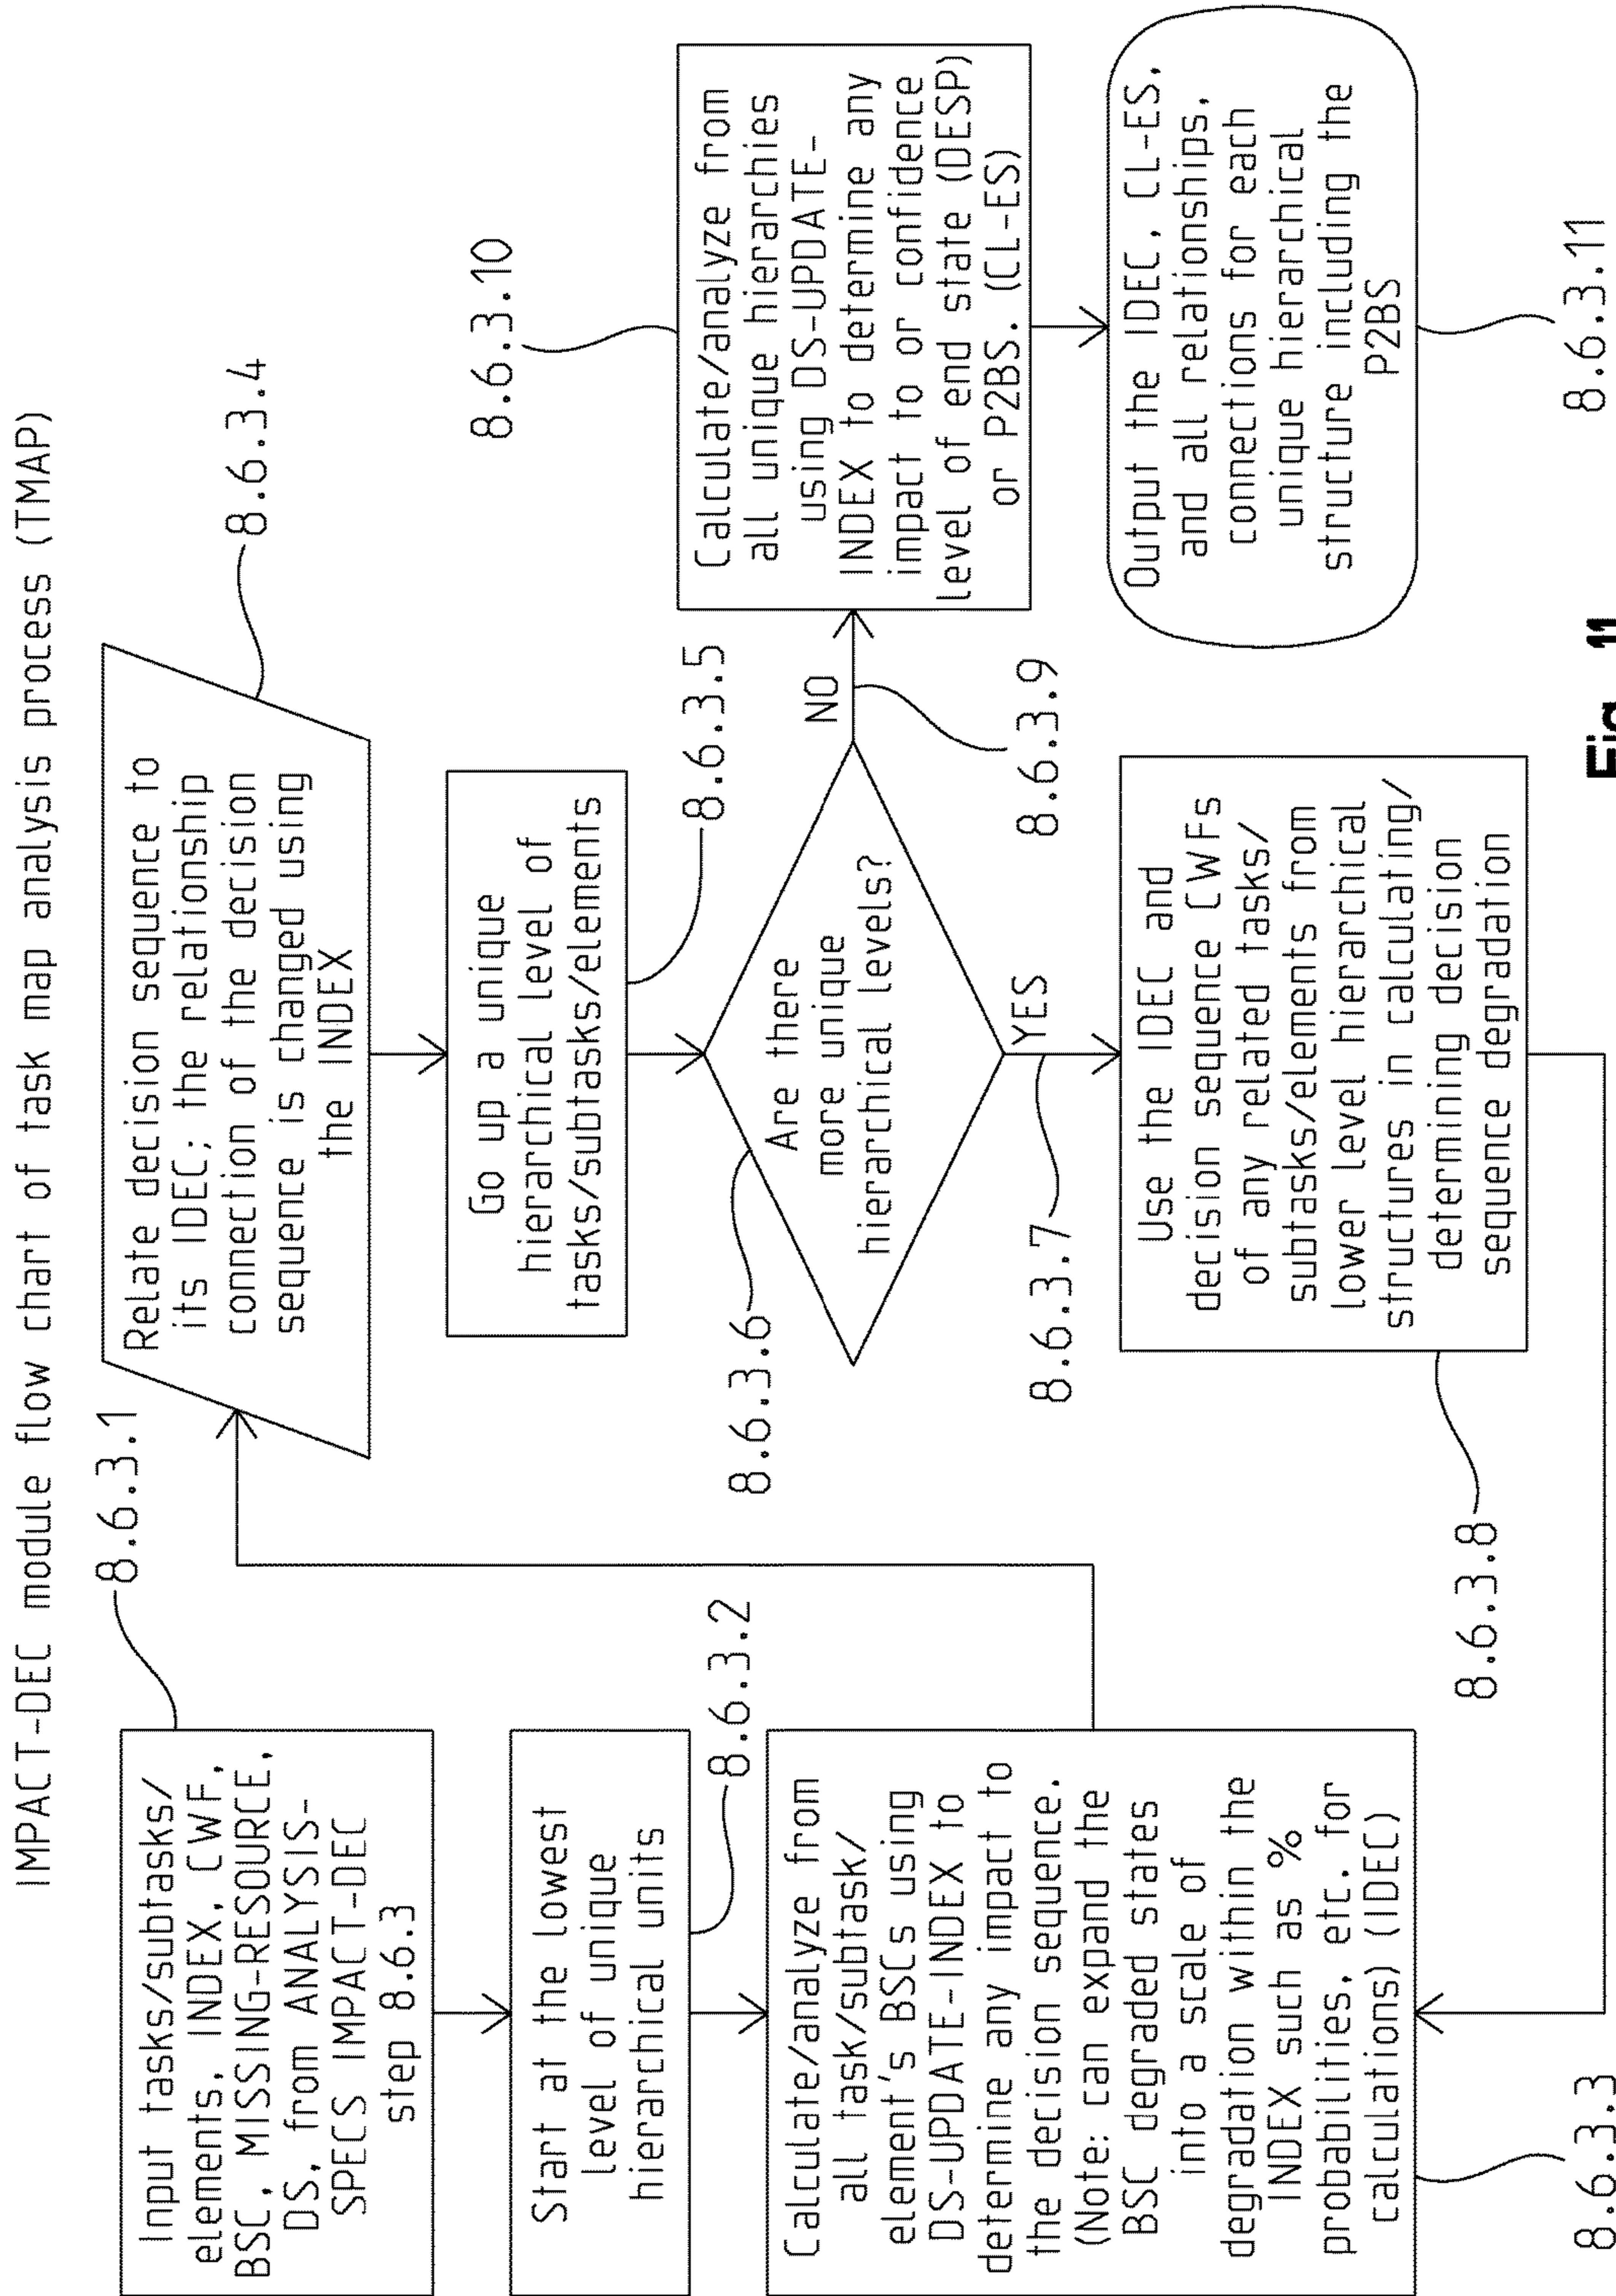 IMPACT-DEC module flow chart of task map analysis process (TMAP)
8.6.3.1
Input tasks/subtasks/
elements, INDEX, CWF,
BSC, MISSING-RESOURCE,
DS, from ANALYSIS-
SPECS IMPACT-DEC
step 8.6.3
Start at the lowest
level of unique
hierarchical units
8.6.3.2
Calculate/analyze from
all task/subtask/
element's BSCs using
DS-UPDATE-INDEX to
determine any impact to
the decision sequence.
(Note: can expand the
BSC degraded states
into a scale of
degradation within the
INDEX such as %
probabilities, etc. for
calculations) (IDEC)
8.6.3.3
Relate decision sequence to
its IDEC; the relationship
connection of the decision
sequence is changed using
the INDEX
8.6.3.4
Go up a unique
hierarchical level of
tasks/subtasks/elements
8.6.3.5
Are there
more unique
hierarchical levels?
8.6.3.6
YES
8.6.3.7
Use the IDEC and
decision sequence CWFs
of any related tasks/
subtasks/elements from
lower level hierarchical
structures in calculating/
determining decision
sequence degradation
8.6.3.8
NO
8.6.3.9
8.6.3.10
Calculate/analyze from
all unique hierarchies
using DS-UPDATE-
INDEX to determine any
impact to or confidence
level of end state (DESP)
or P2BS. (CL-ES)
Output the IDEC, CL-ES,
and all relationships,
connections for each
unique hierarchical
structure including the
P2BS
8.6.3.11
Fig. 11